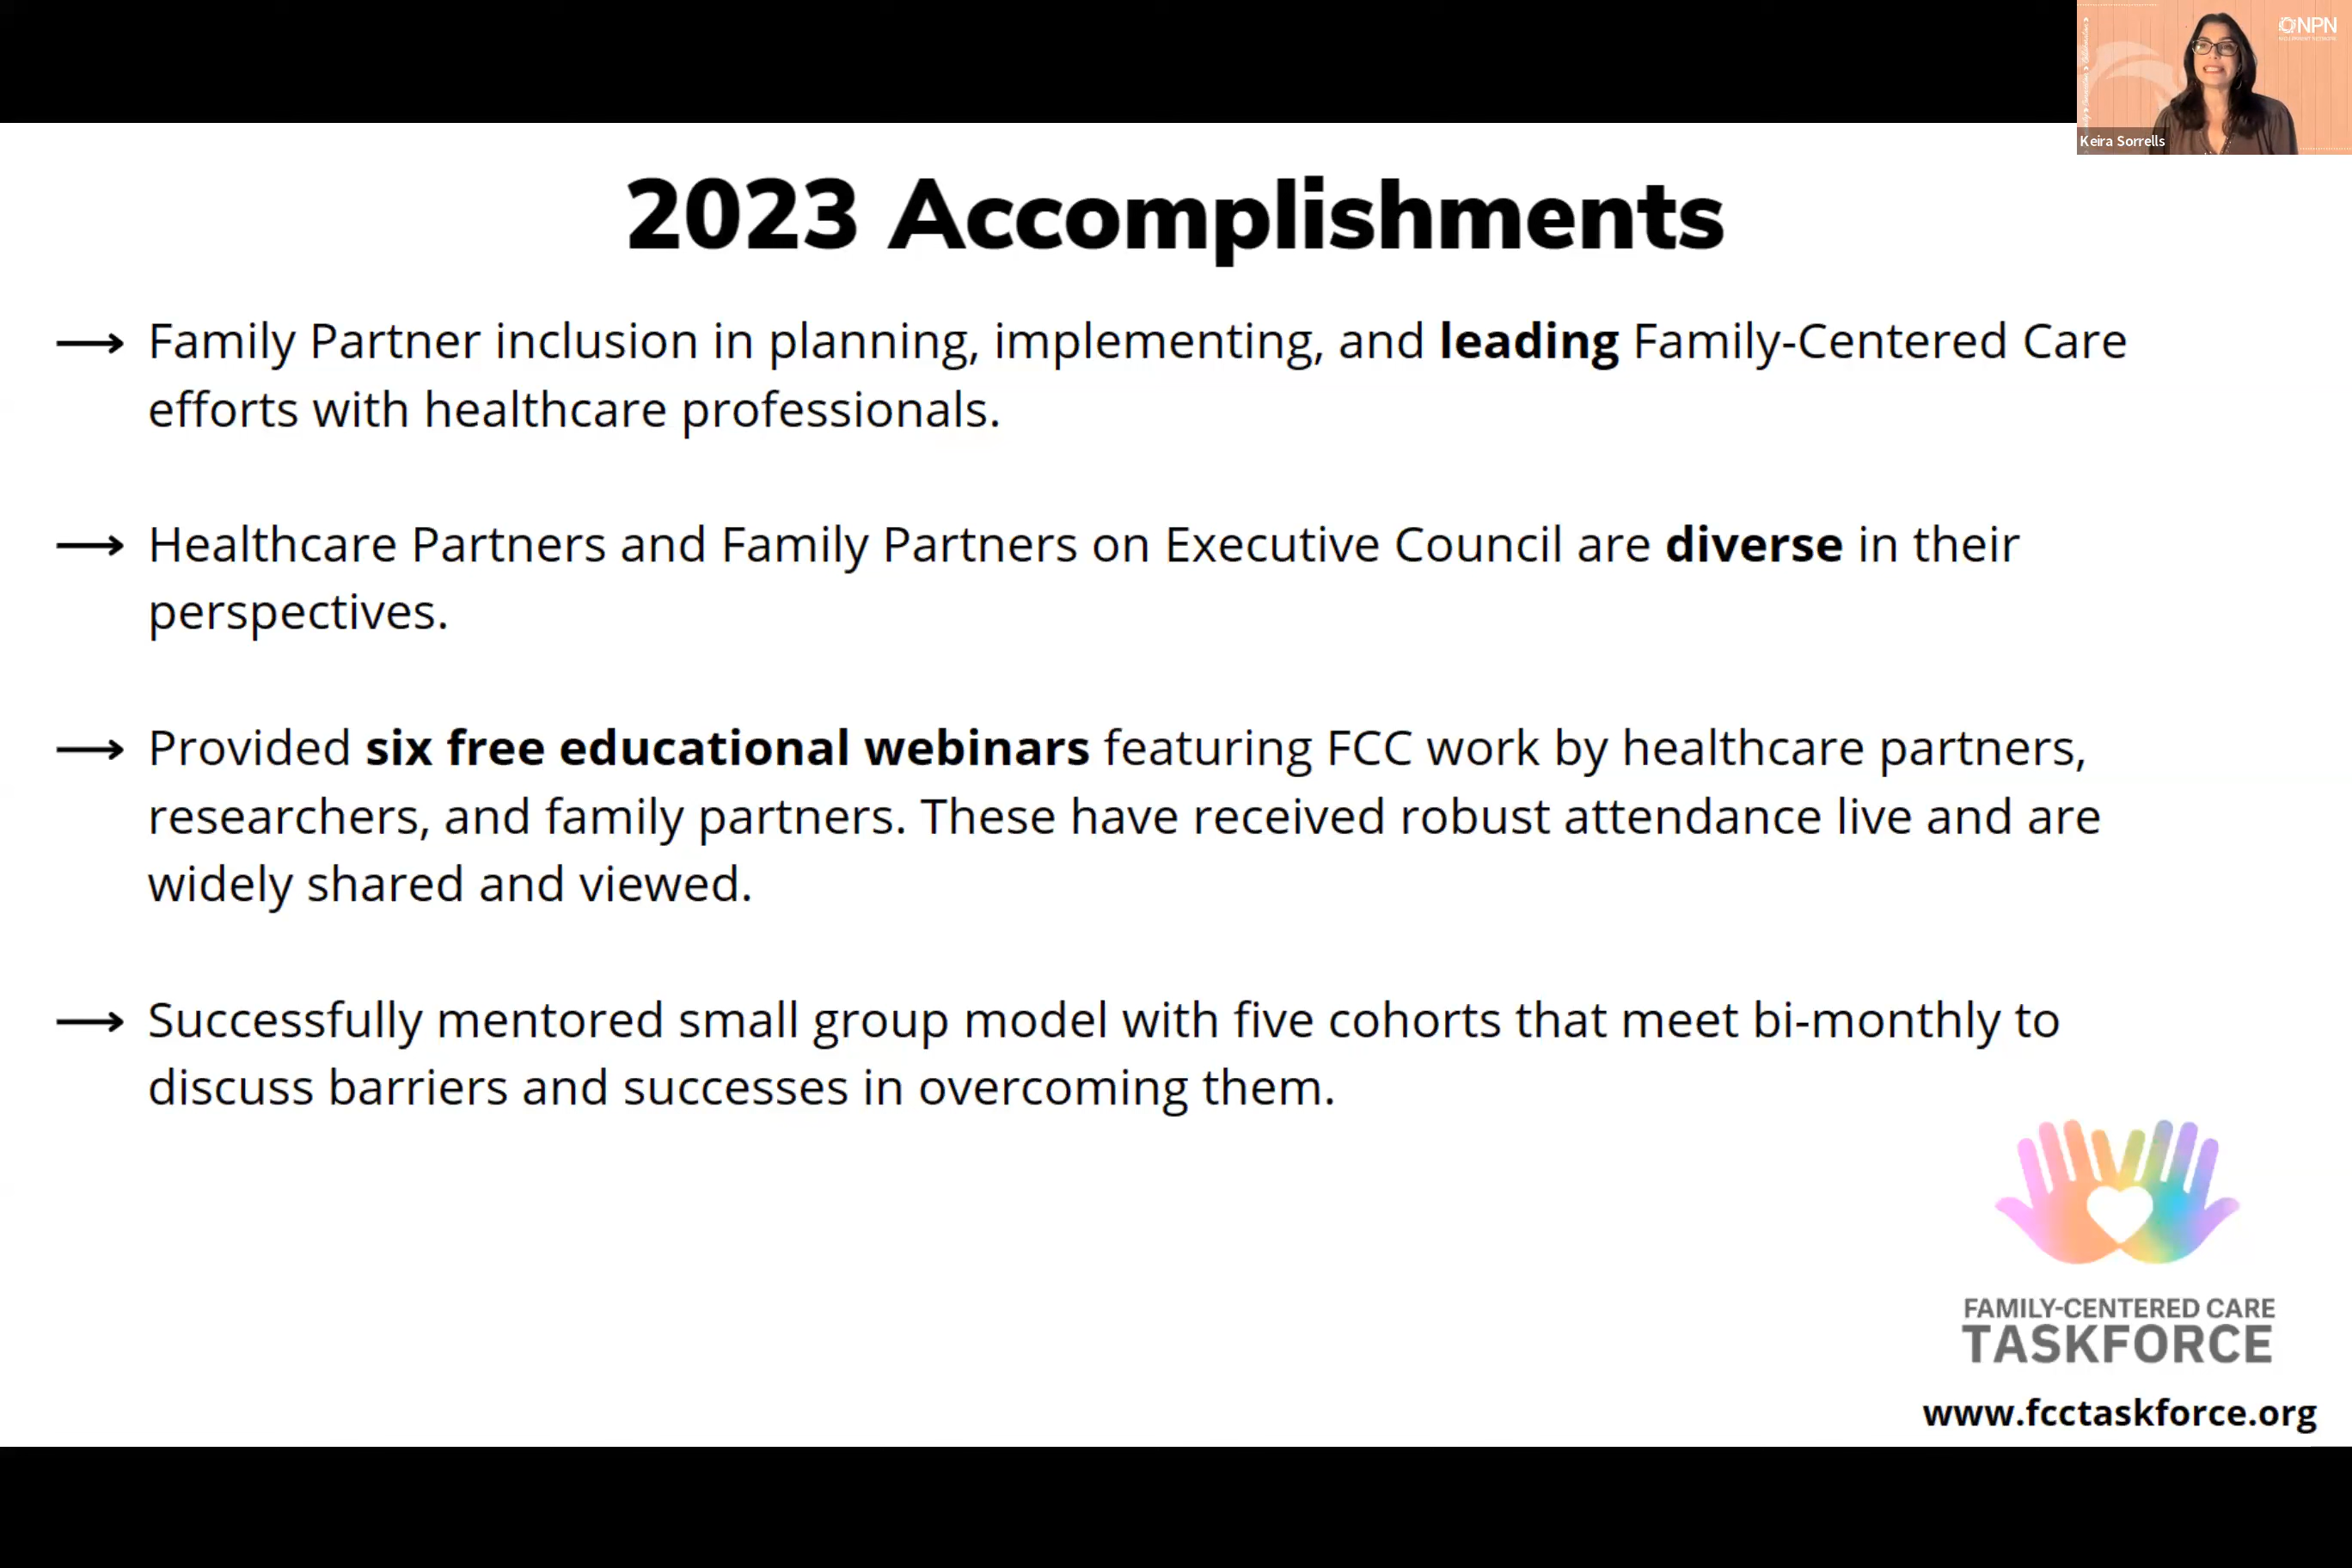 NPN
Keira Sorrells
2023 Accomplishments
Family Partner inclusion in planning, implementing, and leading Family-Centered Care
efforts with healthcare professionals.
Healthcare Partners and Family Partners on Executive Council are diverse in their
perspectives.
Provided six free educational webinars featuring FCC work by healthcare partners,
researchers, and family partners. These have received robust attendance live and are
widely shared and viewed.
Successfully mentored small group model with five cohorts that meet bi-monthly to
discuss barriers and successes in overcoming them.
FAMILY-CENTERED CARE
TASKFORCE
www.fcctaskforce.org